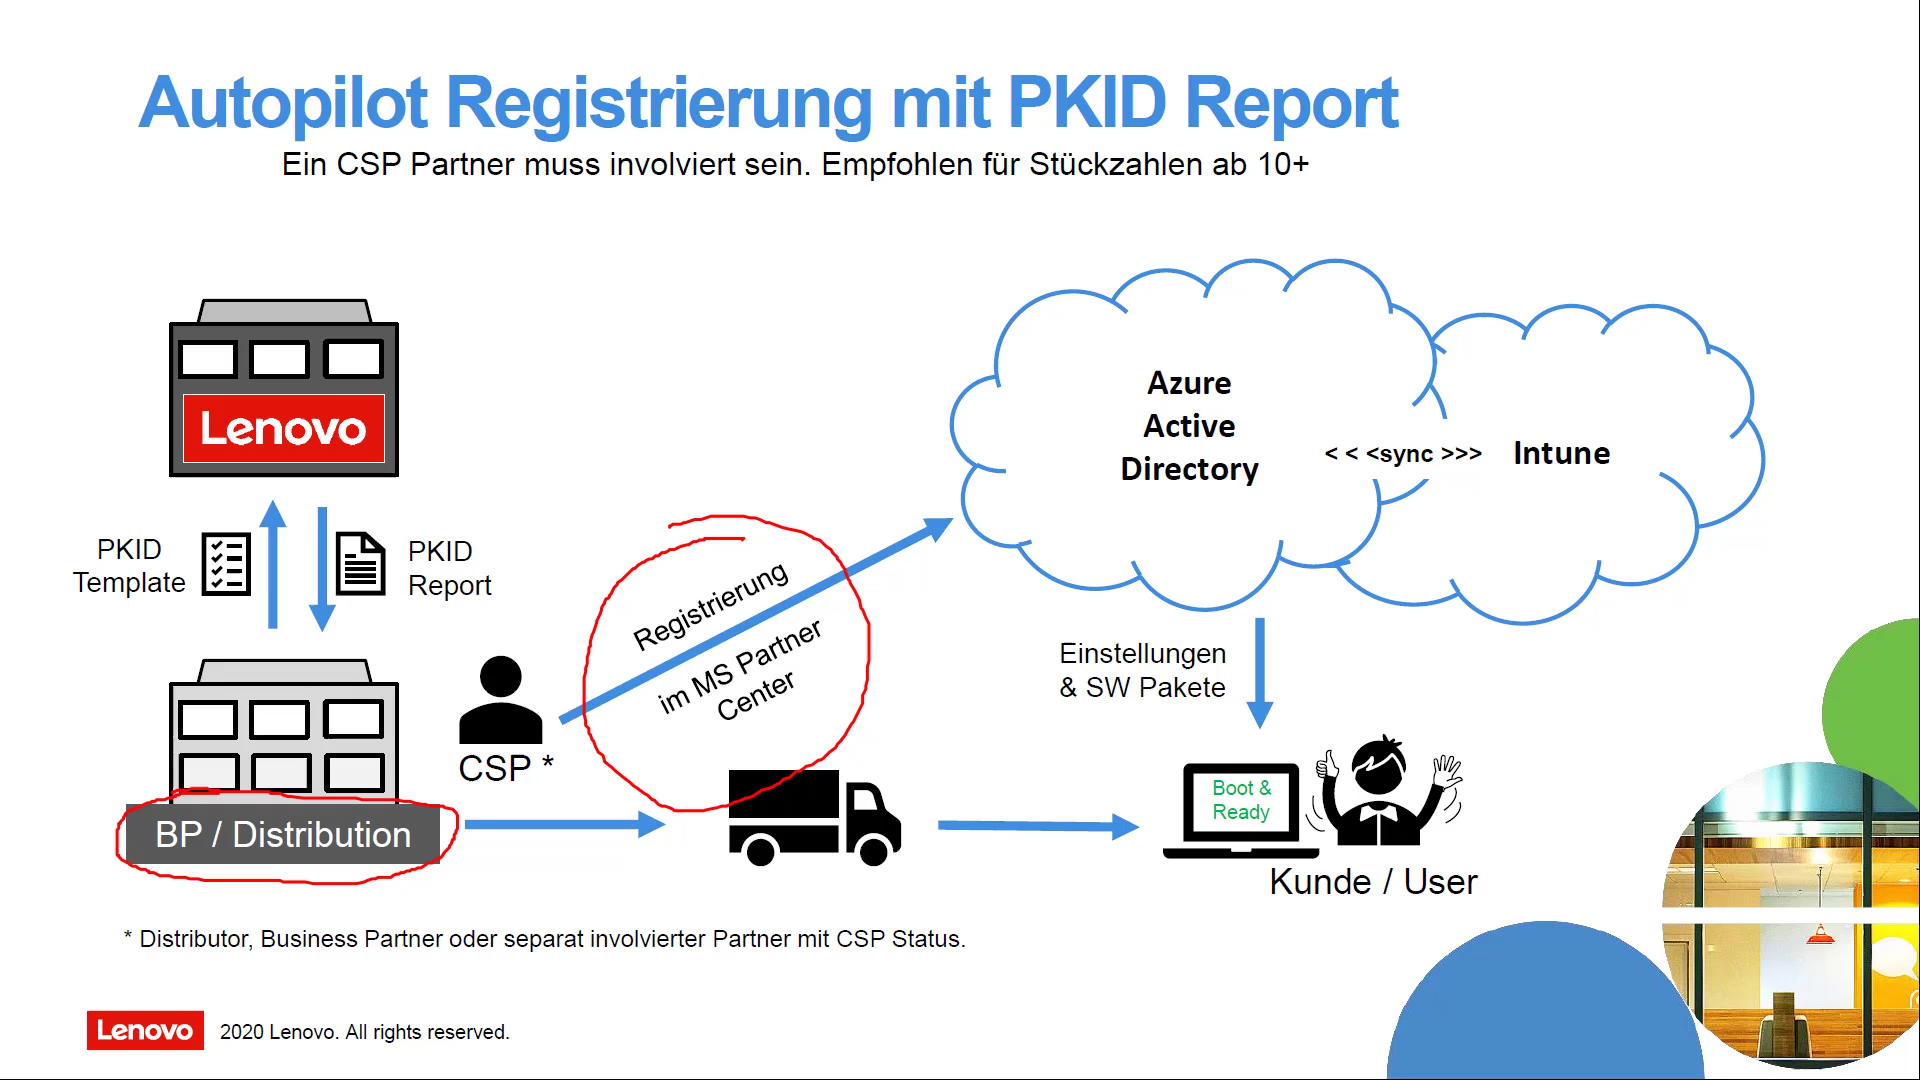 Autopilot Registrierung mit PKID Report
Ein CSP Partner muss involviert sein. Empfohlen für Stückzahlen ab 10+
Lenovo
PKID
Template
PKID
Report
BP / Distribution
CSP *
Registrierung
im MS Partner
Center
Azure
Active
Directory
< < <sync >>>
Intune
Einstellungen
& SW Pakete
Boot &
Ready
Kunde / User
* Distributor, Business Partner oder separat involvierter Partner mit CSP Status.
Lenovo
2020 Lenovo. All rights reserved.